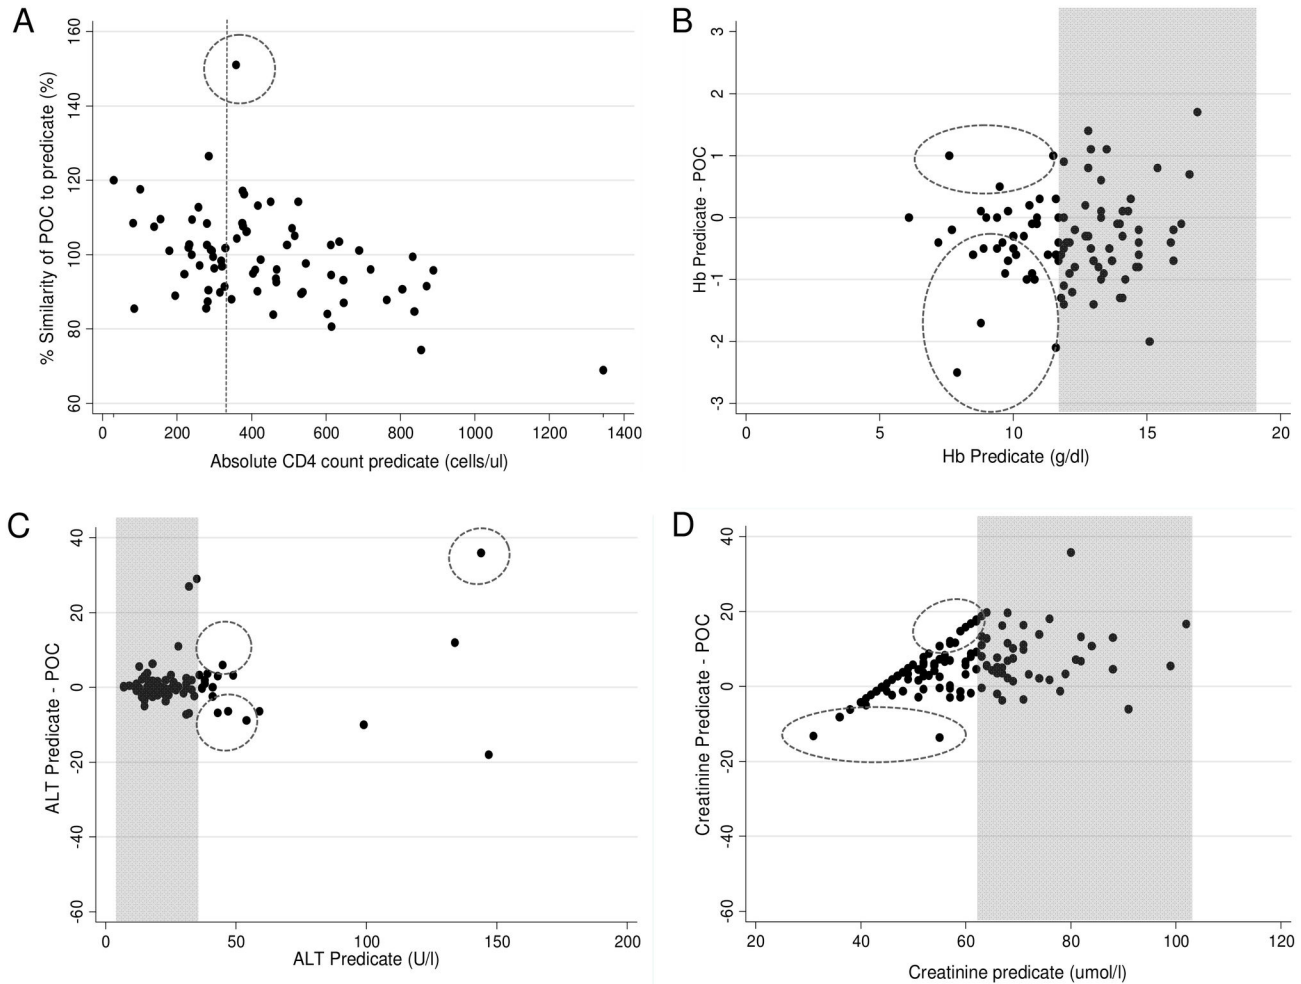 A
% Similarity of POC to predicate (%)
160
140
120
100
80
60
0 200 400 600 800 1000 1200 1400
Absolute CD4 count predicate (cells/ul)
B
Hb Predicate - POC
3
2
1
0
-1
-2
-3
0 5 10 15 20
Hb Predicate (g/dl)
C
ALT Predicate - POC
40
20
0
-20
-40
-60
0 50 100 150 200
ALT Predicate (U/l)
D
Creatinine Predicate - POC
40
20
0
-20
-40
-60
20 40 60 80 100 120
Creatinine predicate (umol/l)